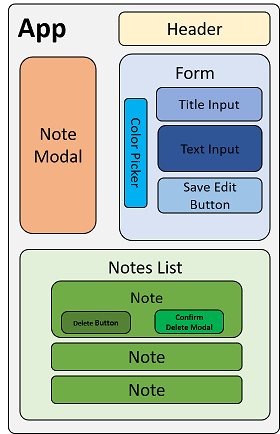 App
Header
Note
Modal
Form
Color Picker
Title Input
Text Input
Save Edit
Button
Notes List
Note
Delete Button
Confirm
Delete Modal
Note
Note